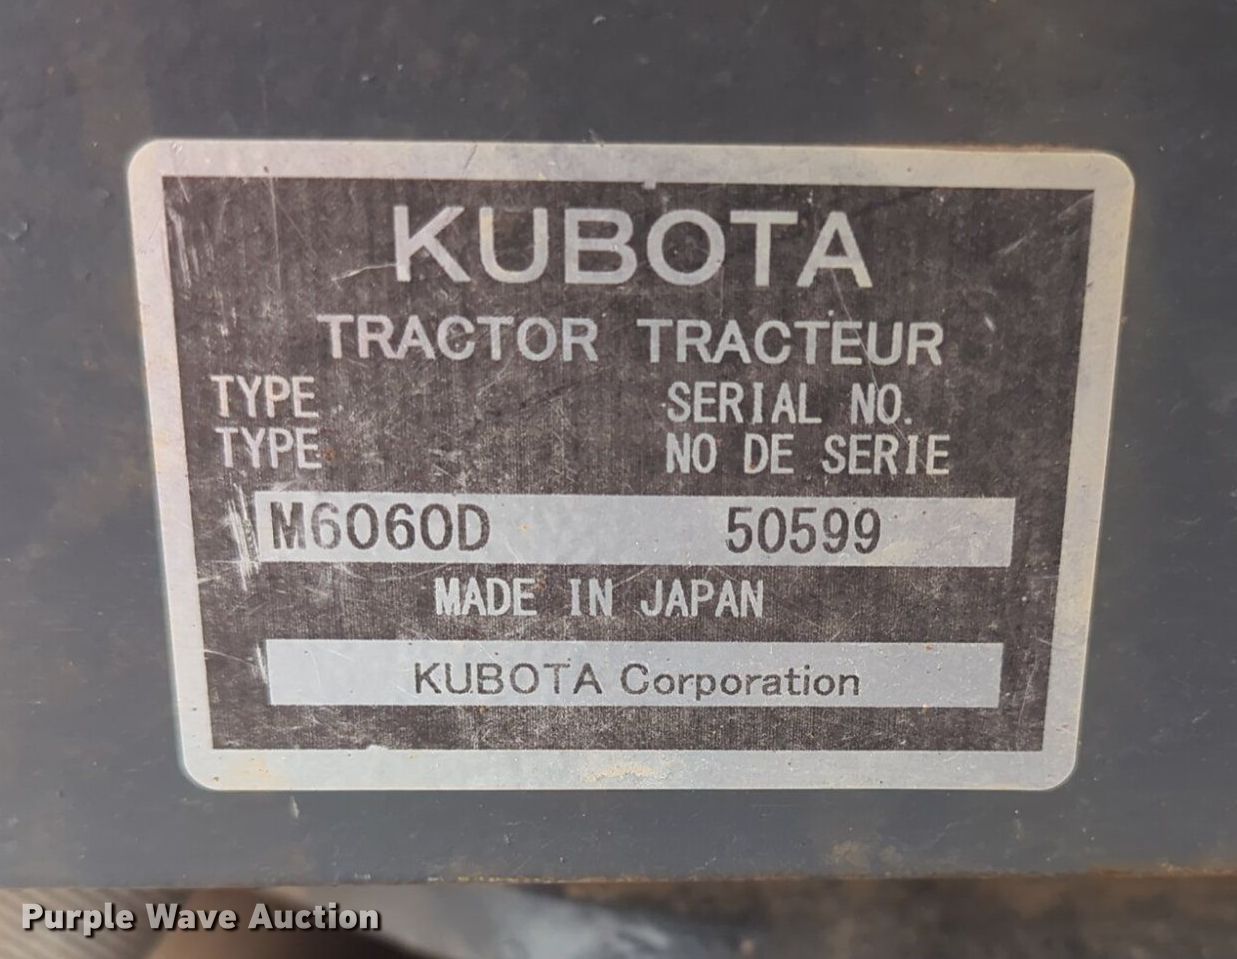 KUBOTA
TRACTOR TRACTEUR
TYPE SERIAL NO.
TYPE NO DE SERIE
M6060D 50599
MADE IN JAPAN
KUBOTA Corporation
Purple Wave Auction